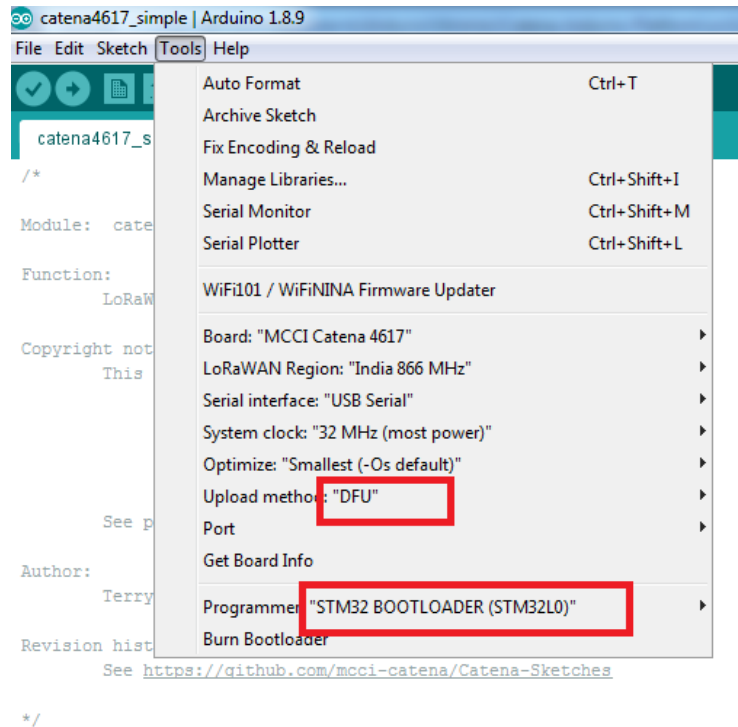 catena4617_simple | Arduino 1.8.9
File Edit Sketch Tools Help
catena4617_s
Auto Format Ctrl+T
Archive Sketch
Fix Encoding & Reload
Manage Libraries... Ctrl+Shift+I
Serial Monitor Ctrl+Shift+M
Serial Plotter Ctrl+Shift+L
WiFi101 / WiFiNINA Firmware Updater
Board: "MCCI Catena 4617"
LoRaWAN Region: "India 866 MHz"
Serial interface: "USB Serial"
System clock: "32 MHz (most power)"
Optimize: "Smallest (-Os default)"
Upload method: "DFU"
Port
Get Board Info
Programmer "STM32 BOOTLOADER (STM32L0)"
Burn Bootloader
/*
Module: cate
Function:
LoRaW
Copyright not
This
See p
Author:
Terry
Revision hist
See https://github.com/mcci-catena/Catena-Sketches
*/